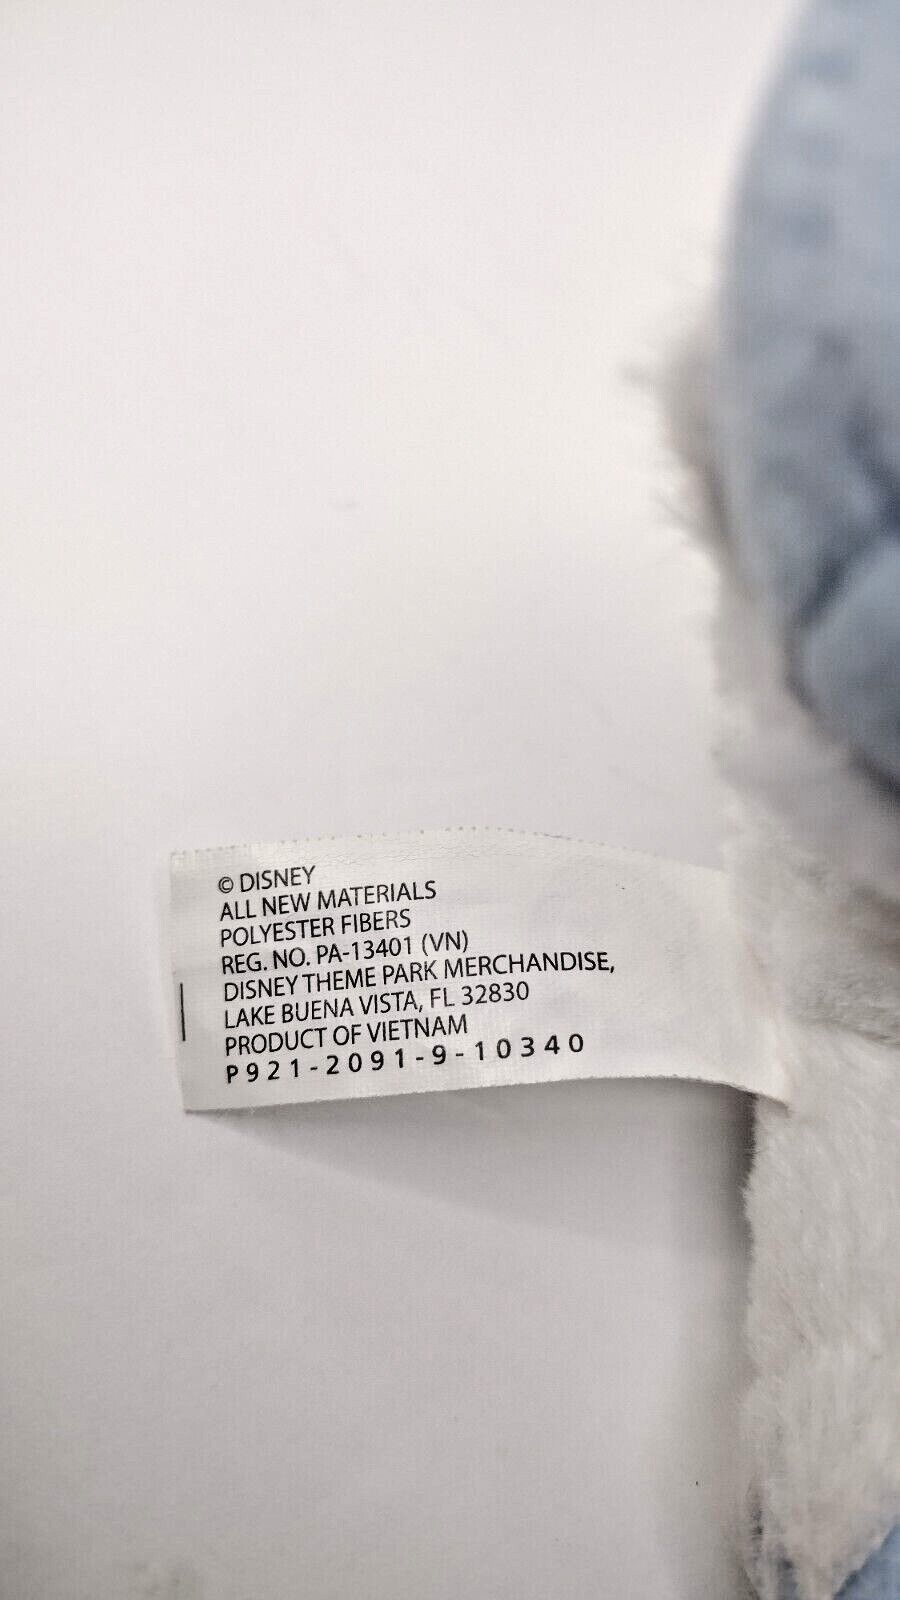 © DISNEY
ALL NEW MATERIALS
POLYESTER FIBERS
REG. NO. PA-13401 (VN)
DISNEY THEME PARK MERCHANDISE,
LAKE BUENA VISTA, FL 32830
PRODUCT OF VIETNAM
P921-2091-9-10340